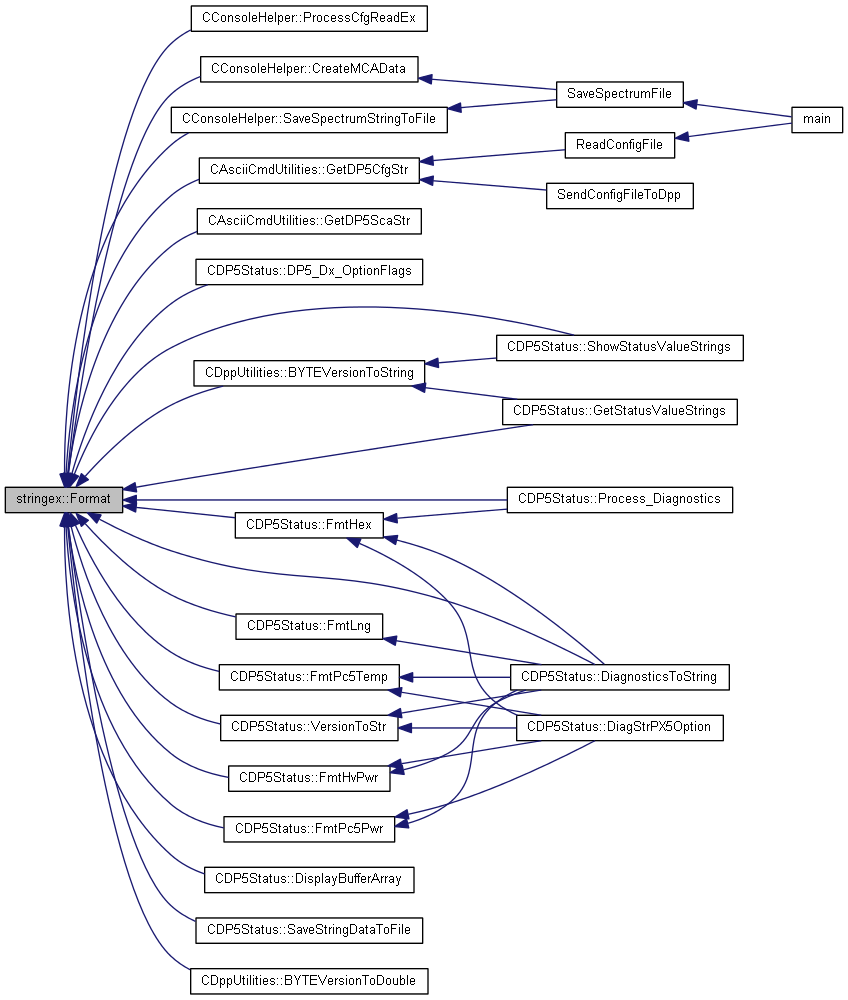 CConsoleHelper::ProcessCfgReadEx
CConsoleHelper::CreateMCAData
SaveSpectrumFile
CConsoleHelper::SaveSpectrumStringToFile
main
ReadConfigFile
CAsciiCmdUtilities::GetDP5CfgStr
SendConfigFileToDpp
CAsciiCmdUtilities::GetDP5ScaStr
CDP5Status::DP5_Dx_OptionFlags
CDP5Status::ShowStatusValueStrings
CDppUtilities::BYTEVersionToString
CDP5Status::GetStatusValueStrings
stringex::Format
CDP5Status::Process_Diagnostics
CDP5Status::FmtHex
CDP5Status::FmtLng
CDP5Status::FmtPc5Temp
CDP5Status::DiagnosticsToString
CDP5Status::VersionToStr
CDP5Status::DiagStrPX5Option
CDP5Status::FmtHvPwr
CDP5Status::FmtPc5Pwr
CDP5Status::DisplayBufferArray
CDP5Status::SaveStringDataToFile
CDppUtilities::BYTEVersionToDouble